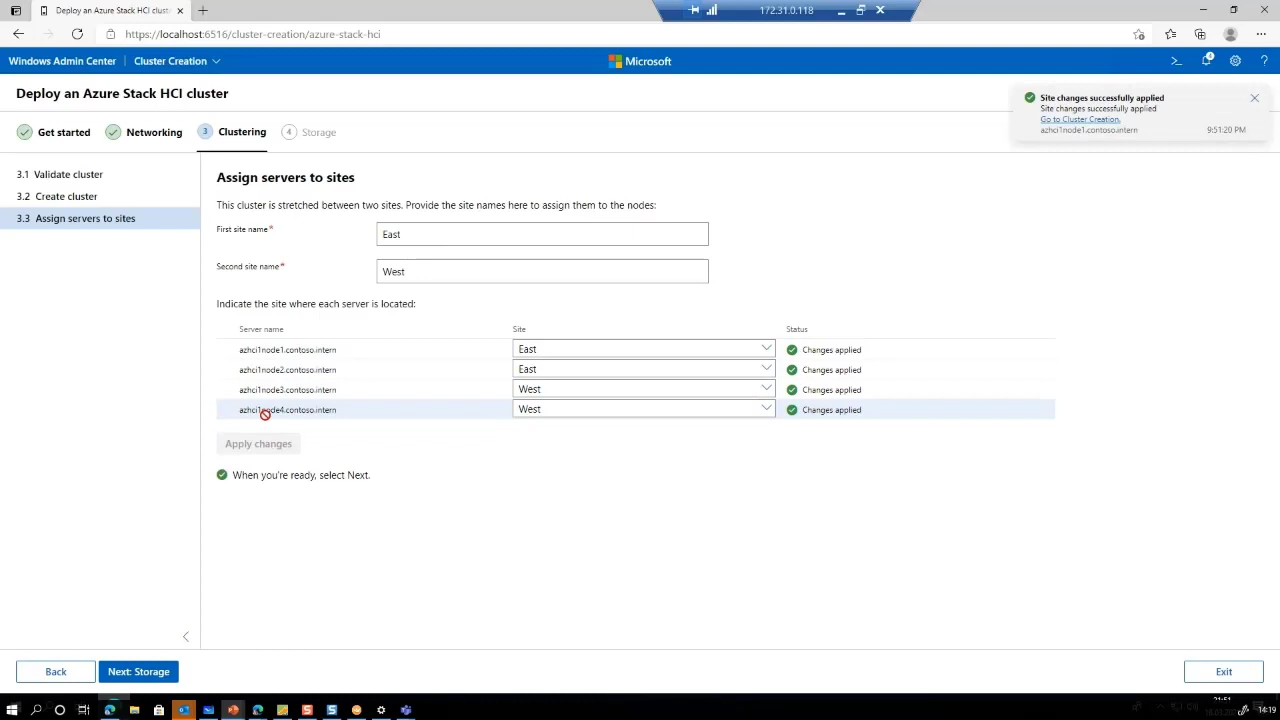 Deploy an Azure Stack HCI cluste
172.31.0.118
https://localhost:6516/cluster-creation/azure-stack-hci
Windows Admin Center
Cluster Creation
Microsoft
Deploy an Azure Stack HCI cluster
Site changes successfully applied
Site changes successfully applied
Go to Cluster Creation.
azhci1node1.contoso.intern 9:51:20 PM
Get started
Networking
3 Clustering
4 Storage
3.1 Validate cluster
3.2 Create cluster
3.3 Assign servers to sites
Assign servers to sites
This cluster is stretched between two sites. Provide the site names here to assign them to the nodes:
First site name*
East
Second site name*
West
Indicate the site where each server is located:
Server name Site Status
azhci1node1.contoso.intern East Changes applied
azhci1node2.contoso.intern East Changes applied
azhci1node3.contoso.intern West Changes applied
azhci1node4.contoso.intern West Changes applied
Apply changes
When you're ready, select Next.
Back
Next: Storage
Exit
14:19